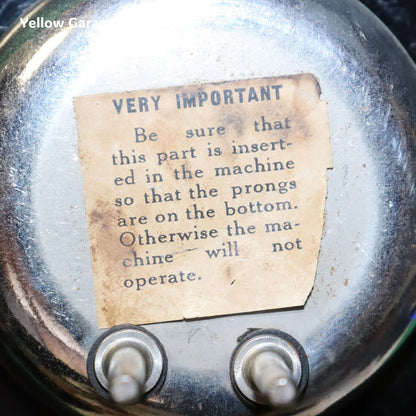 Yellow Gara
VERY IMPORTANT
Be sure that
this part is insert-
ed in the machine
so that the prongs
are on the bottom.
Otherwise the ma-
chine will not
operate.